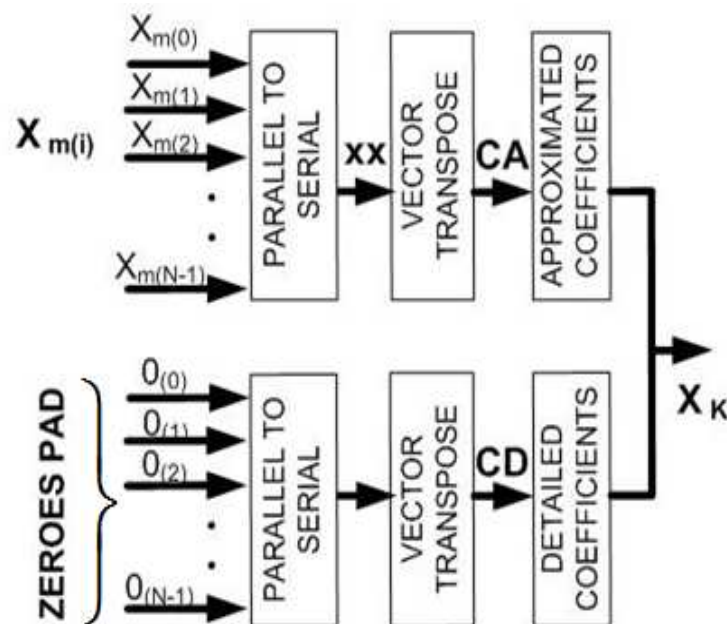 X m(i)
Xm(0)
Xm(1)
Xm(2)
Xm(N-1)
PARALLEL TO
SERIAL
xx
VECTOR
TRANSPOSE
CA
APPROXIMATED
COEFFICIENTS
ZEROES PAD
0(0)
0(1)
0(2)
0(N-1)
PARALLEL TO
SERIAL
VECTOR
TRANSPOSE
CD
DETAILED
COEFFICIENTS
X K